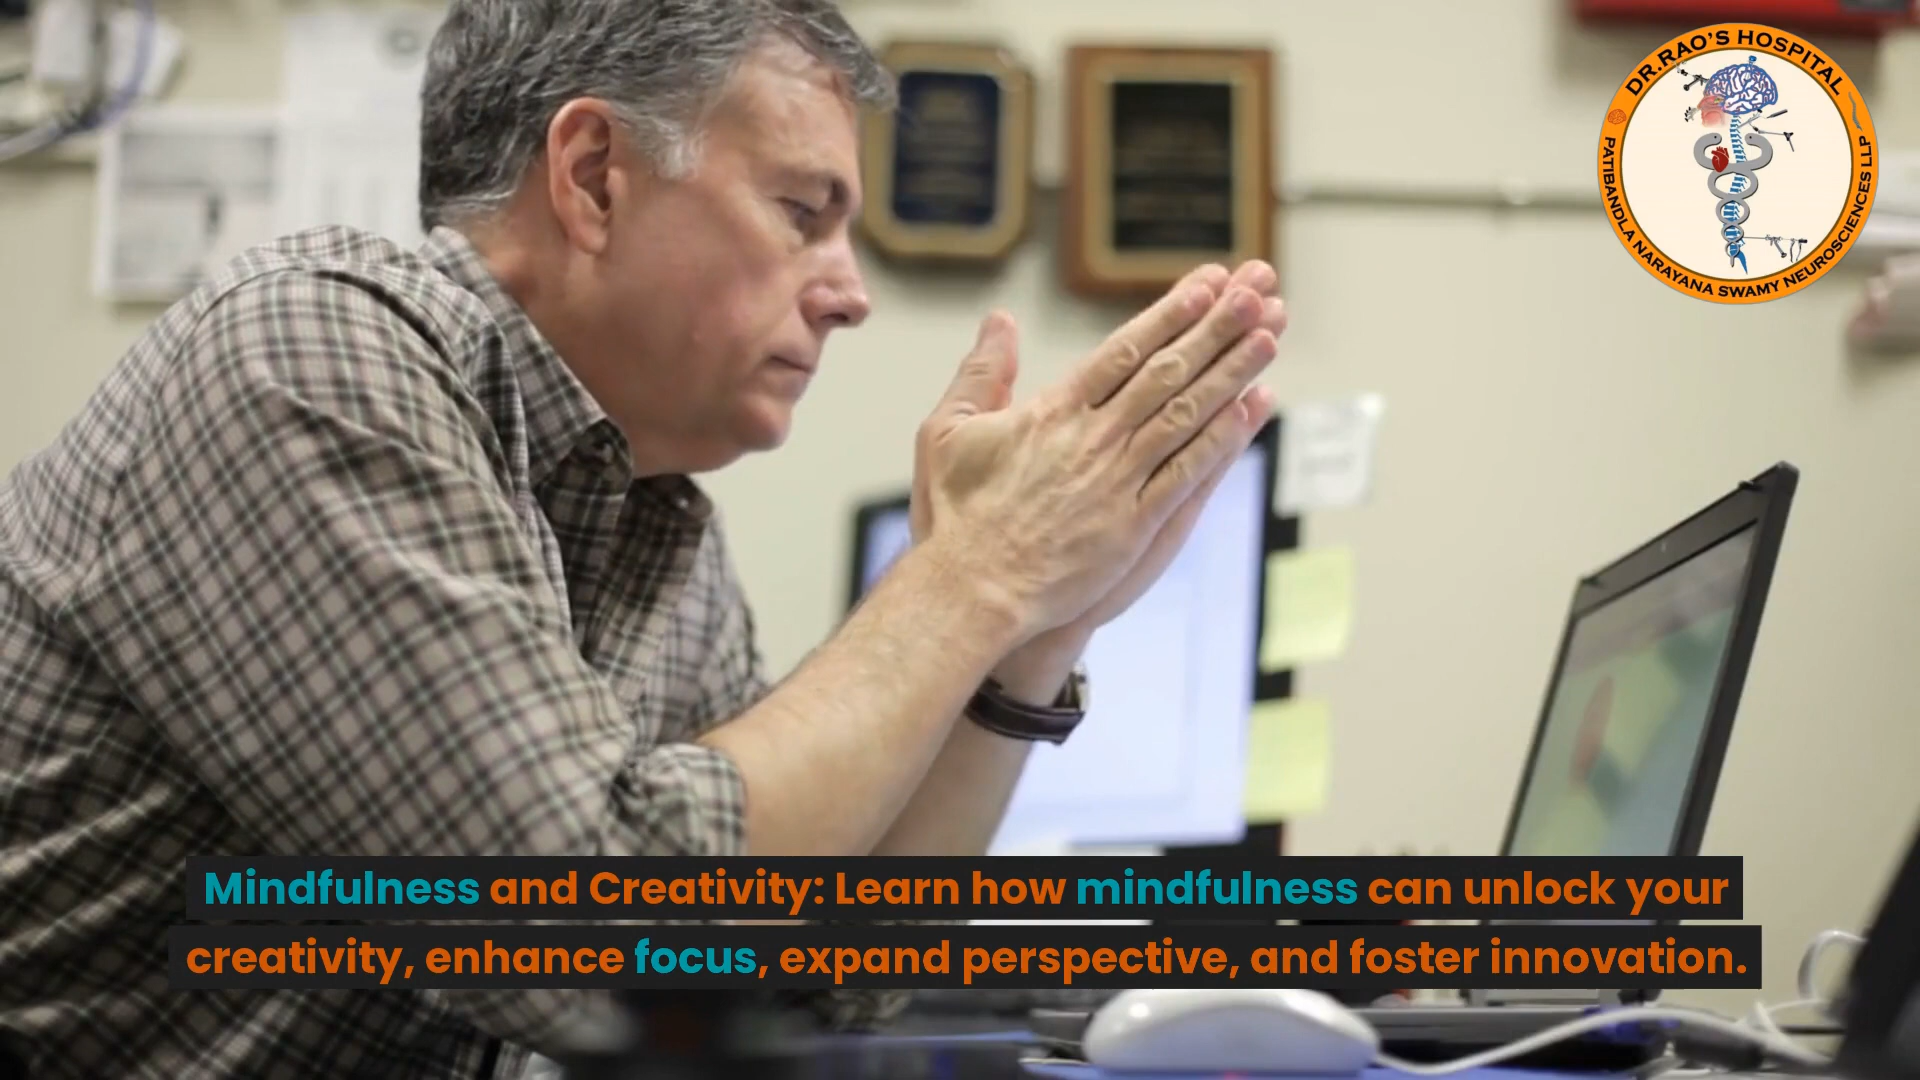 DR.RAO'S HOSPITAL
PATIBANDLA NARAYANA SWAMY NEUROSCIENCES LLP
Mindfulness and Creativity: Learn how mindfulness can unlock your
creativity, enhance focus, expand perspective, and foster innovation.